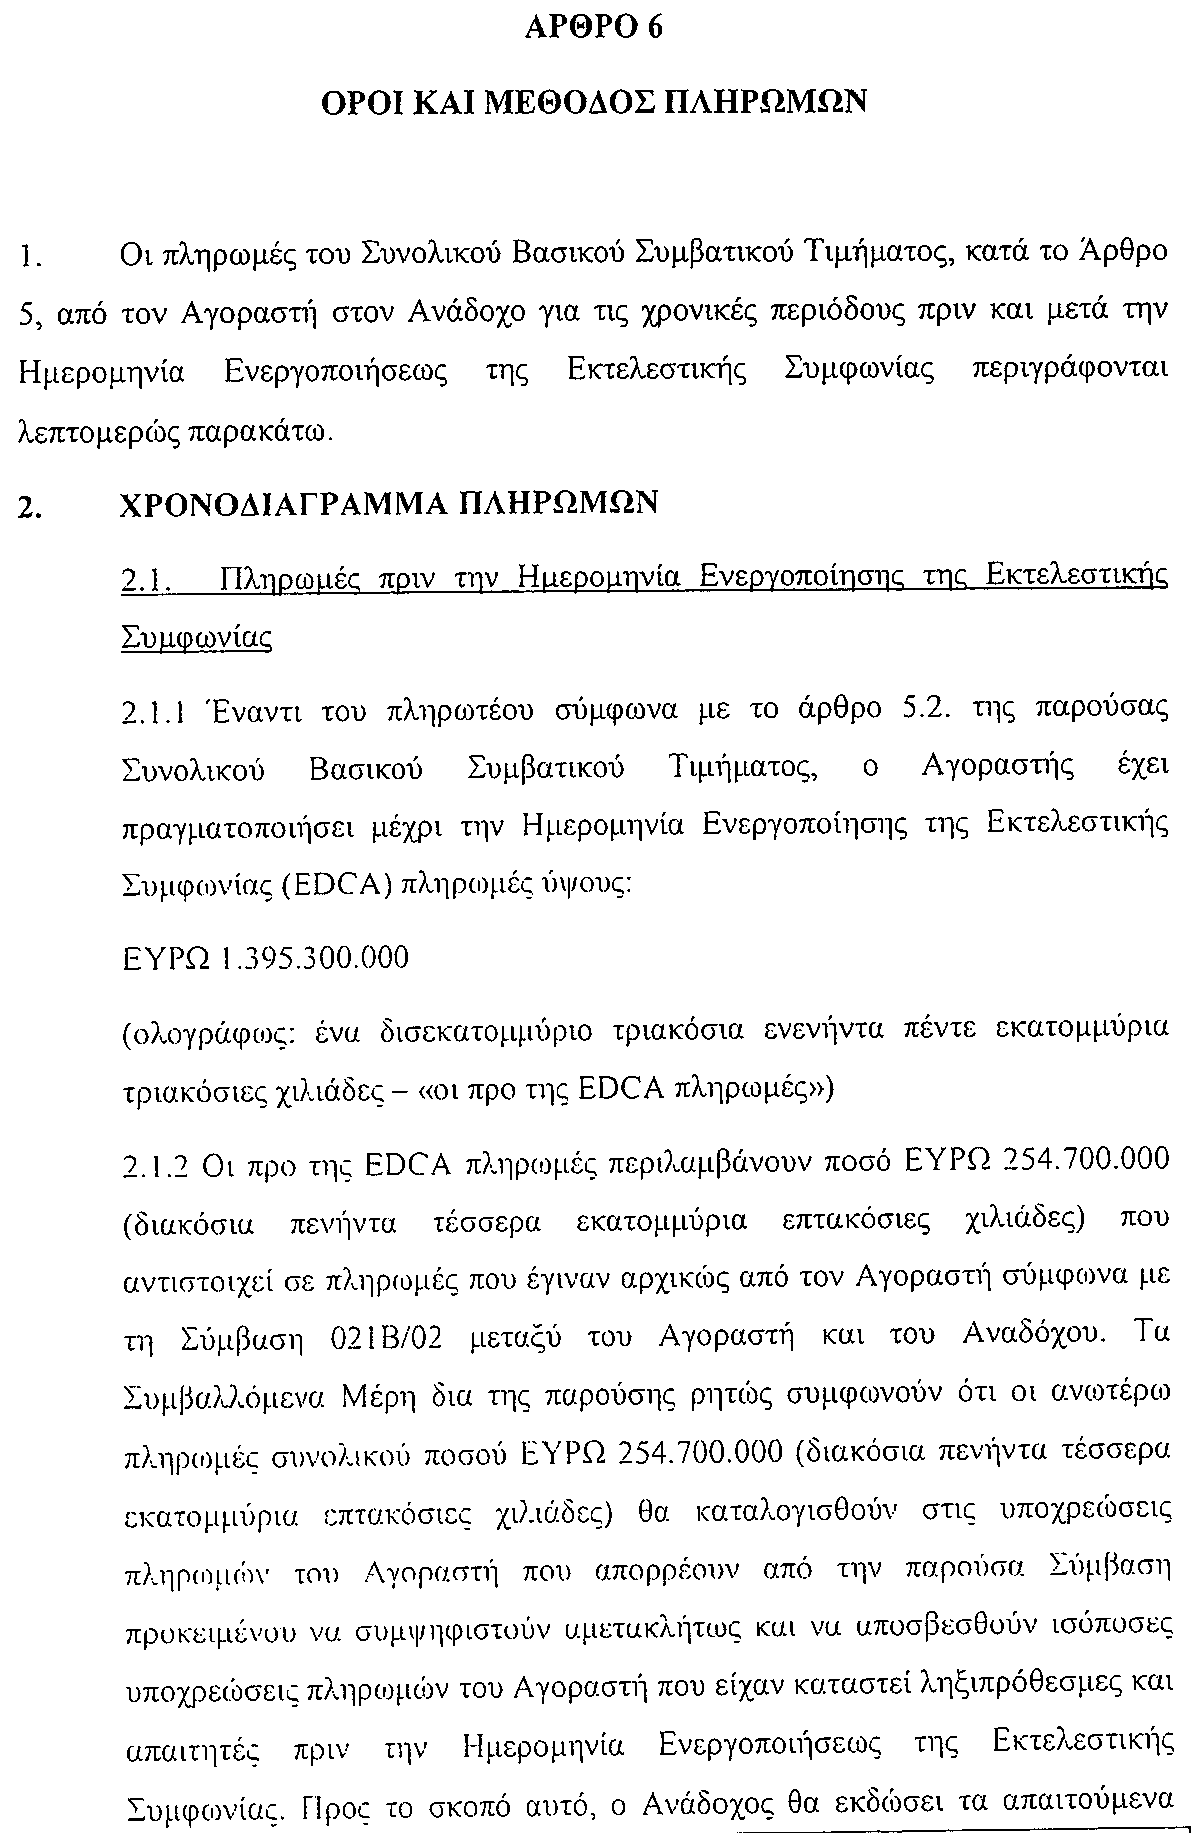 ΑΡΘΡΟ 6
ΟΡΟΙ ΚΑΙ ΜΕΘΟΔΟΣ ΠΛΗΡΩΜΩΝ
1. Οι πληρωμές του Συνολικού Βασικού Συμβατικού Τιμήματος, κατά το Άρθρο
5, από τον Αγοραστή στον Ανάδοχο για τις χρονικές περιόδους πριν και μετά την
Ημερομηνία Ενεργοποιήσεως της Εκτελεστικής Συμφωνίας περιγράφονται
λεπτομερώς παρακάτω.
2. ΧΡΟΝΟΔΙΑΓΡΑΜΜΑ ΠΛΗΡΩΜΩΝ
2.1. Πληρωμές πριν την Ημερομηνία Ενεργοποίησης της Εκτελεστικής
Συμφωνίας
2.1.1 Έναντι του πληρωτέου σύμφωνα με το άρθρο 5.2. της παρούσας
Συνολικού Βασικού Συμβατικού Τιμήματος, ο Αγοραστής έχει
πραγματοποιήσει μέχρι την Ημερομηνία Ενεργοποίησης της Εκτελεστικής
Συμφωνίας (EDCA) πληρωμές ύψους:
ΕΥΡΩ 1.395.300.000
(ολογράφως: ένα δισεκατομμύριο τριακόσια ενενήντα πέντε εκατομμύρια
τριακόσιες χιλιάδες – «οι προ της EDCA πληρωμές»)
2.1.2 Οι προ της EDCA πληρωμές περιλαμβάνουν ποσό ΕΥΡΩ 254.700.000
(διακόσια πενήντα τέσσερα εκατομμύρια επτακόσιες χιλιάδες) που
αντιστοιχεί σε πληρωμές που έγιναν αρχικώς από τον Αγοραστή σύμφωνα με
τη Σύμβαση 021Β/02 μεταξύ του Αγοραστή και του Αναδόχου. Τα
Συμβαλλόμενα Μέρη δια της παρούσης ρητώς συμφωνούν ότι οι ανωτέρω
πληρωμές συνολικού ποσού ΕΥΡΩ 254.700.000 (διακόσια πενήντα τέσσερα
εκατομμύρια επτακόσιες χιλιάδες) θα καταλογισθούν στις υποχρεώσεις
πληρωμών του Αγοραστή που απορρέουν από την παρούσα Σύμβαση
προκειμένου να συμψηφιστούν αμετακλήτως και να αποσβεσθούν ισόποσες
υποχρεώσεις πληρωμών του Αγοραστή που είχαν καταστεί ληξιπρόθεσμες και
απαιτητές πριν την Ημερομηνία Ενεργοποιήσεως της Εκτελεστικής
Συμφωνίας. Προς το σκοπό αυτό, ο Ανάδοχος θα εκδώσει τα απαιτούμενα